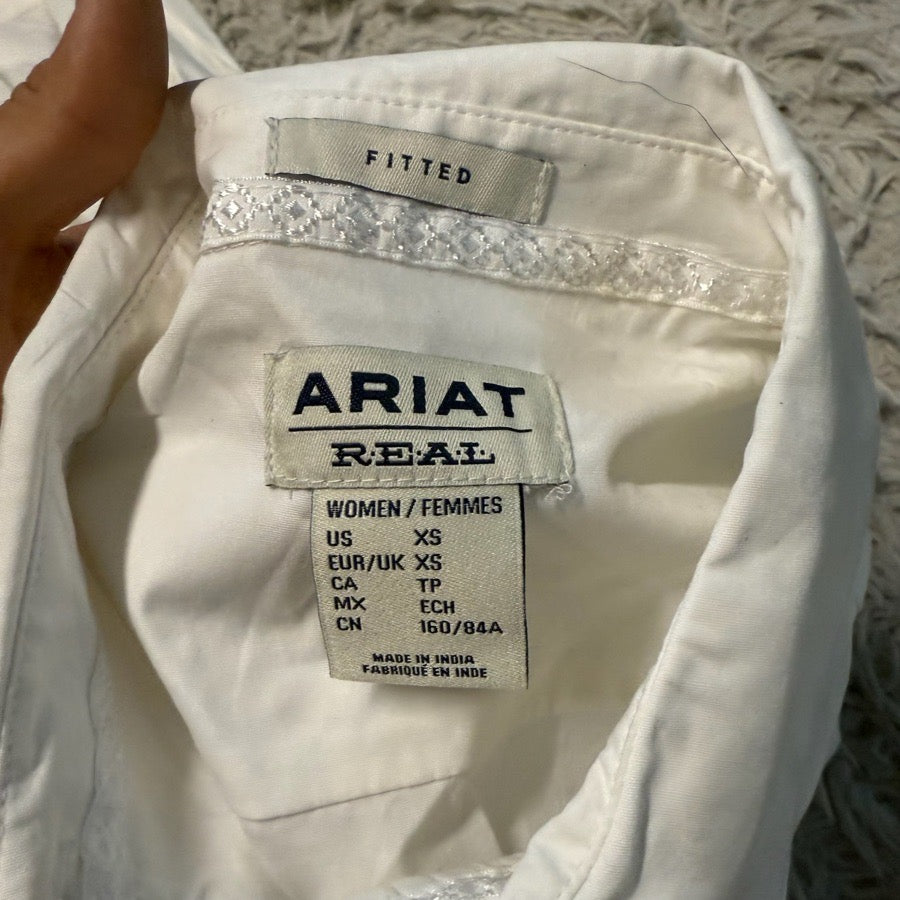 FITTED
ARIAT
R·E·A·L
WOMEN / FEMMES
US XS
EUR/UK XS
CA TP
MX ECH
CN 160/84A
MADE IN INDIA
FABRIQUÉ EN INDE